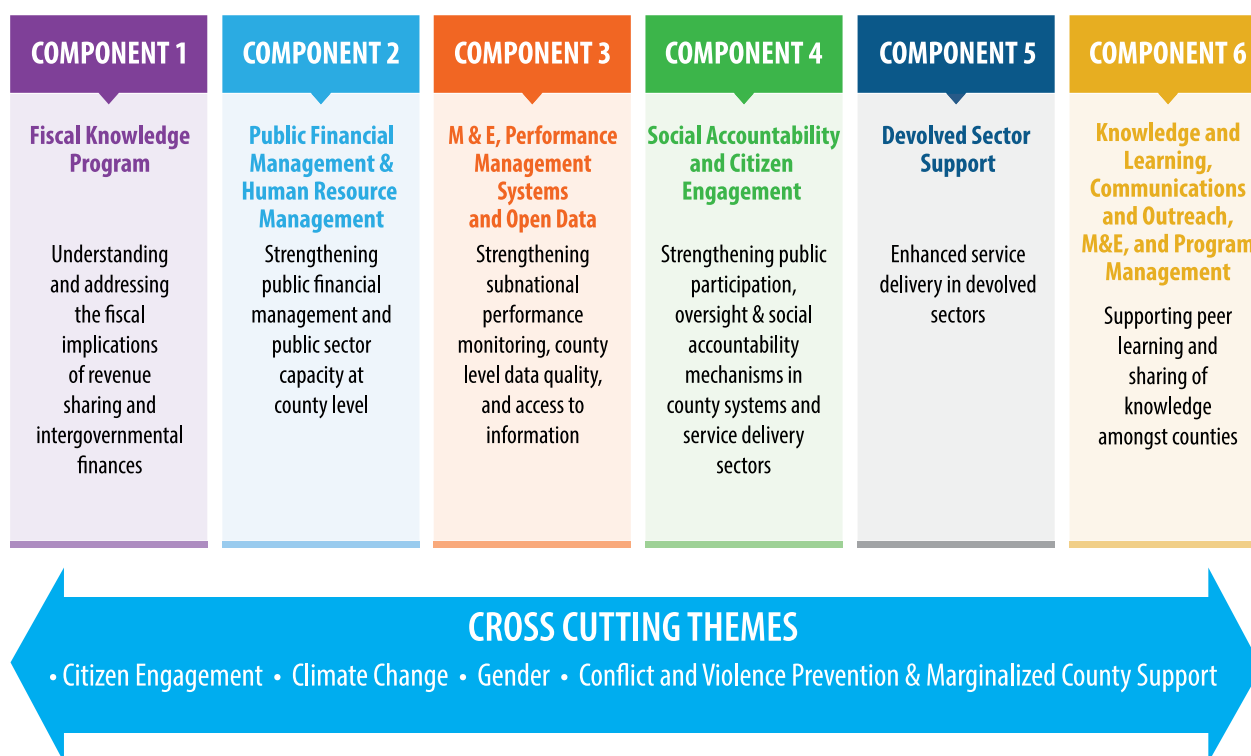 COMPONENT 1
Fiscal Knowledge
Program
Understanding
and addressing
the fiscal
implications
of revenue
sharing and
intergovernmental
finances
COMPONENT 2
Public Financial
Management &
Human Resource
Management
Strengthening
public financial
management and
public sector
capacity at
county level
COMPONENT 3
M & E, Performance
Management
Systems
and Open Data
Strengthening
subnational
performance
monitoring, county
level data quality,
and access to
information
COMPONENT 4
Social Accountability
and Citizen
Engagement
Strengthening public
participation,
oversight & social
accountability
mechanisms in
county systems and
service delivery
sectors
COMPONENT 5
Devolved Sector
Support
Enhanced service
delivery in devolved
sectors
COMPONENT 6
Knowledge and
Learning,
Communications
and Outreach,
M&E, and Program
Management
Supporting peer
learning and
sharing of
knowledge
amongst counties
CROSS CUTTING THEMES
• Citizen Engagement • Climate Change • Gender • Conflict and Violence Prevention & Marginalized County Support